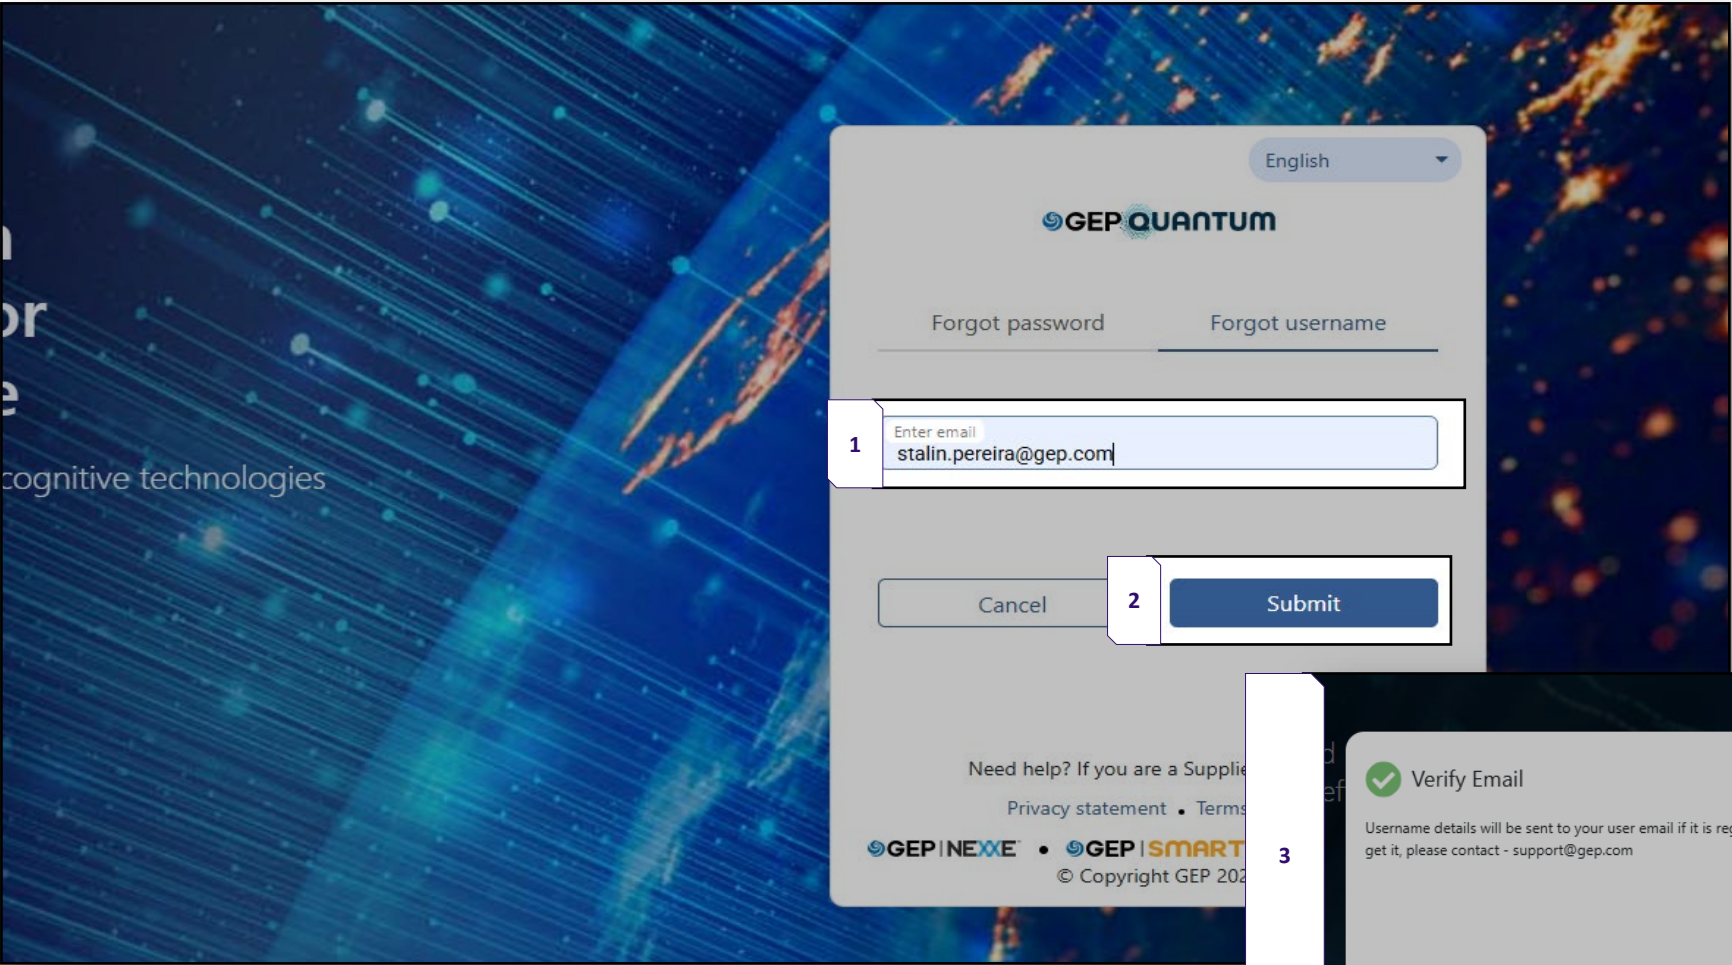 or
e
cognitive technologies
English
GEP QUANTUM
Forgot password
Forgot username
1
Enter email
stalin.pereira@gep.com
Cancel
2
Submit
Need help? If you are a Supplie
Privacy statement • Terms
GEP | NEXXE • GEP | SMART
© Copyright GEP 202
3
d
ef
Verify Email
Username details will be sent to your user email if it is reg
get it, please contact - support@gep.com